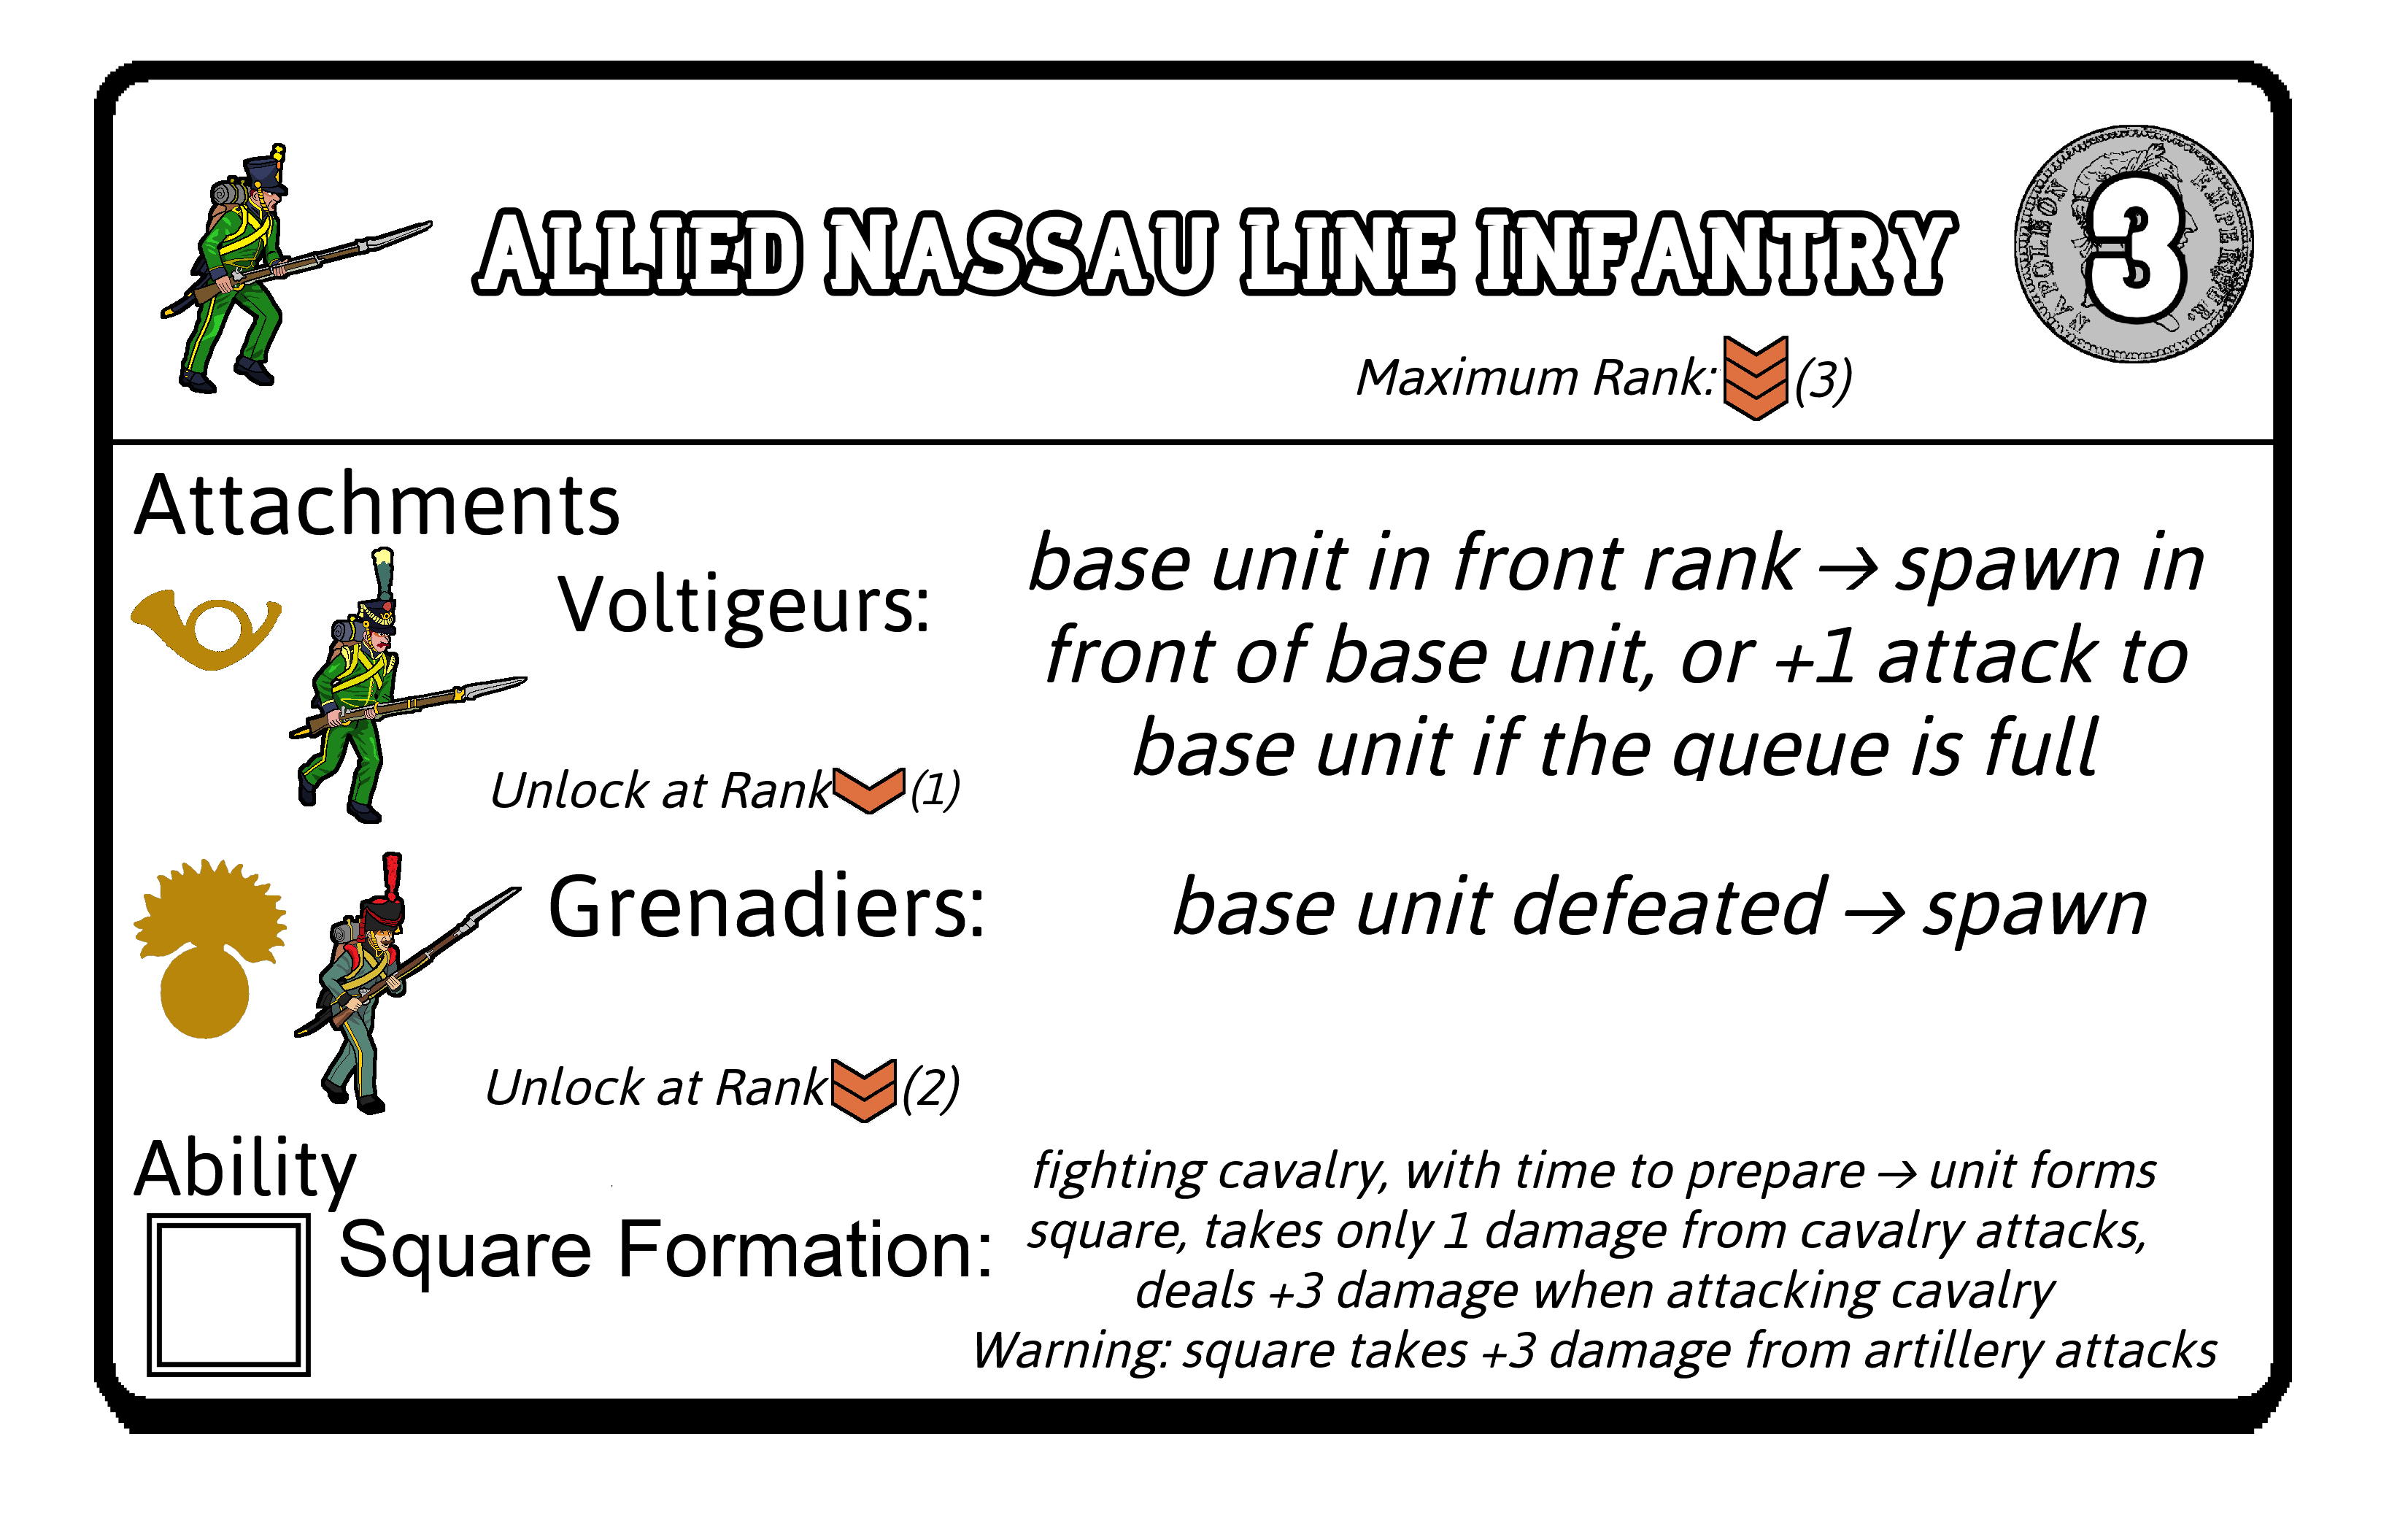 Allied Nassau Line Infantry
3
NAPOLEON EMPEREUR.
Maximum Rank: (3)
Attachments
Voltigeurs:
base unit in front rank → spawn in
front of base unit, or +1 attack to
base unit if the queue is full
Unlock at Rank (1)
Grenadiers:
base unit defeated → spawn
Unlock at Rank (2)
Ability
Square Formation:
fighting cavalry, with time to prepare → unit forms
square, takes only 1 damage from cavalry attacks,
deals +3 damage when attacking cavalry
Warning: square takes +3 damage from artillery attacks